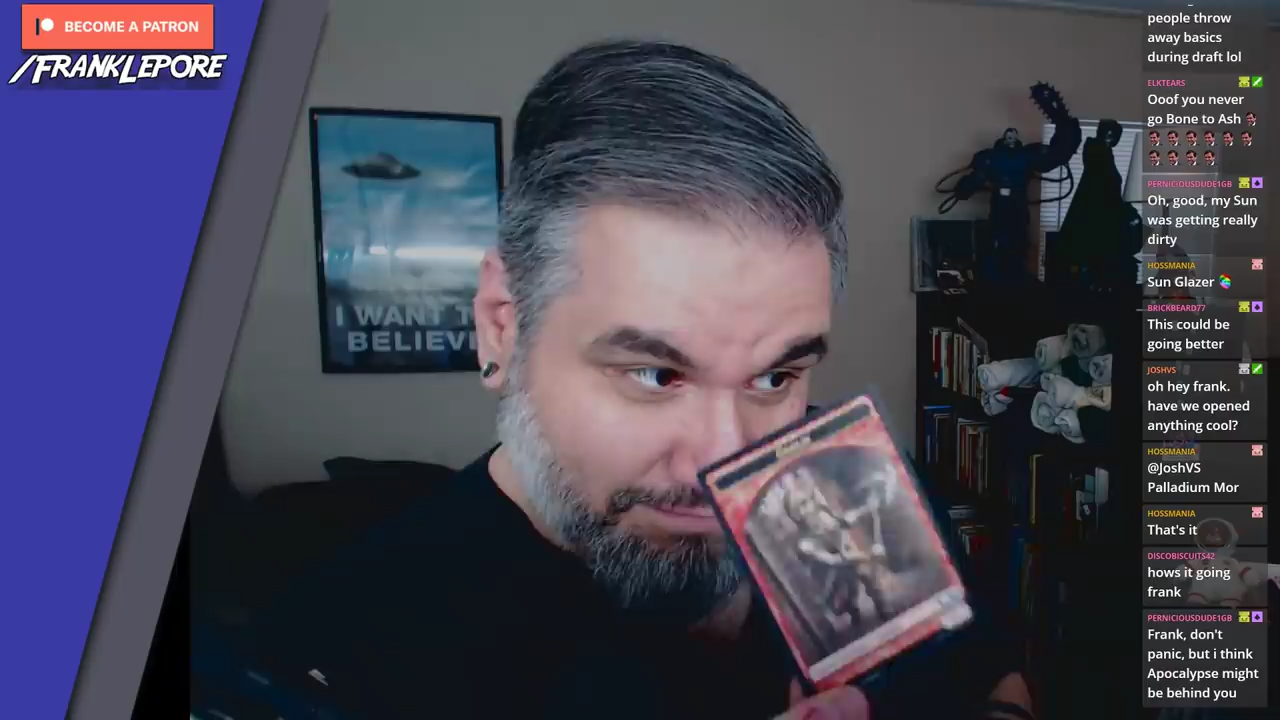 BECOME A PATRON
/FRANKLEPORE
I WANT T
BELIEVE
people throw
away basics
during draft lol
ELKTEARS
Ooof you never
go Bone to Ash
PERNICIOUSDUDE1GB
Oh, good, my Sun
was getting really
dirty
HOSSMANIA
Sun Glazer
BRICKBEARD77
This could be
going better
JOSHVS
oh hey frank.
have we opened
anything cool?
HOSSMANIA
@JoshVS
Palladium Mor
HOSSMANIA
That's it
DISCOBISCUITS42
hows it going
frank
PERNICIOUSDUDE1GB
Frank, don't
panic, but i think
Apocalypse might
be behind you